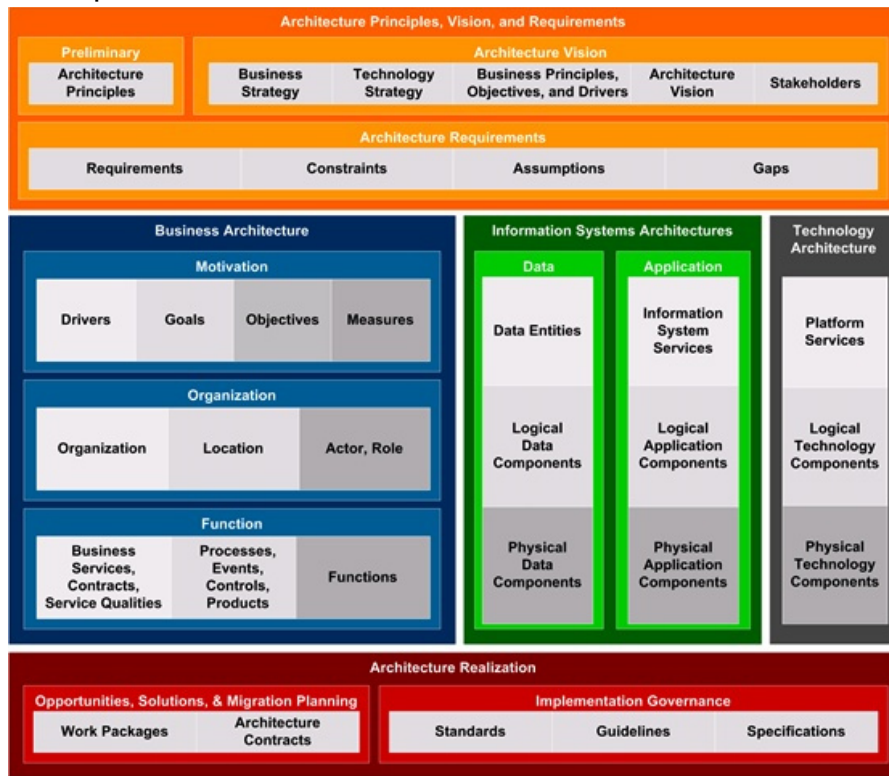 Architecture Principles, Vision, and Requirements
Preliminary
Architecture
Principles
Architecture Vision
Business
Strategy
Technology
Strategy
Business Principles,
Objectives, and Drivers
Architecture
Vision
Stakeholders
Architecture Requirements
Requirements
Constraints
Assumptions
Gaps
Business Architecture
Motivation
Drivers
Goals
Objectives
Measures
Organization
Organization
Location
Actor, Role
Function
Business
Services,
Contracts,
Service Qualities
Processes,
Events,
Controls,
Products
Functions
Information Systems Architectures
Data
Data Entities
Logical
Data
Components
Physical
Data
Components
Application
Information
System
Services
Logical
Application
Components
Physical
Application
Components
Technology
Architecture
Platform
Services
Logical
Technology
Components
Physical
Technology
Components
Architecture Realization
Opportunities, Solutions, & Migration Planning
Work Packages
Architecture
Contracts
Implementation Governance
Standards
Guidelines
Specifications